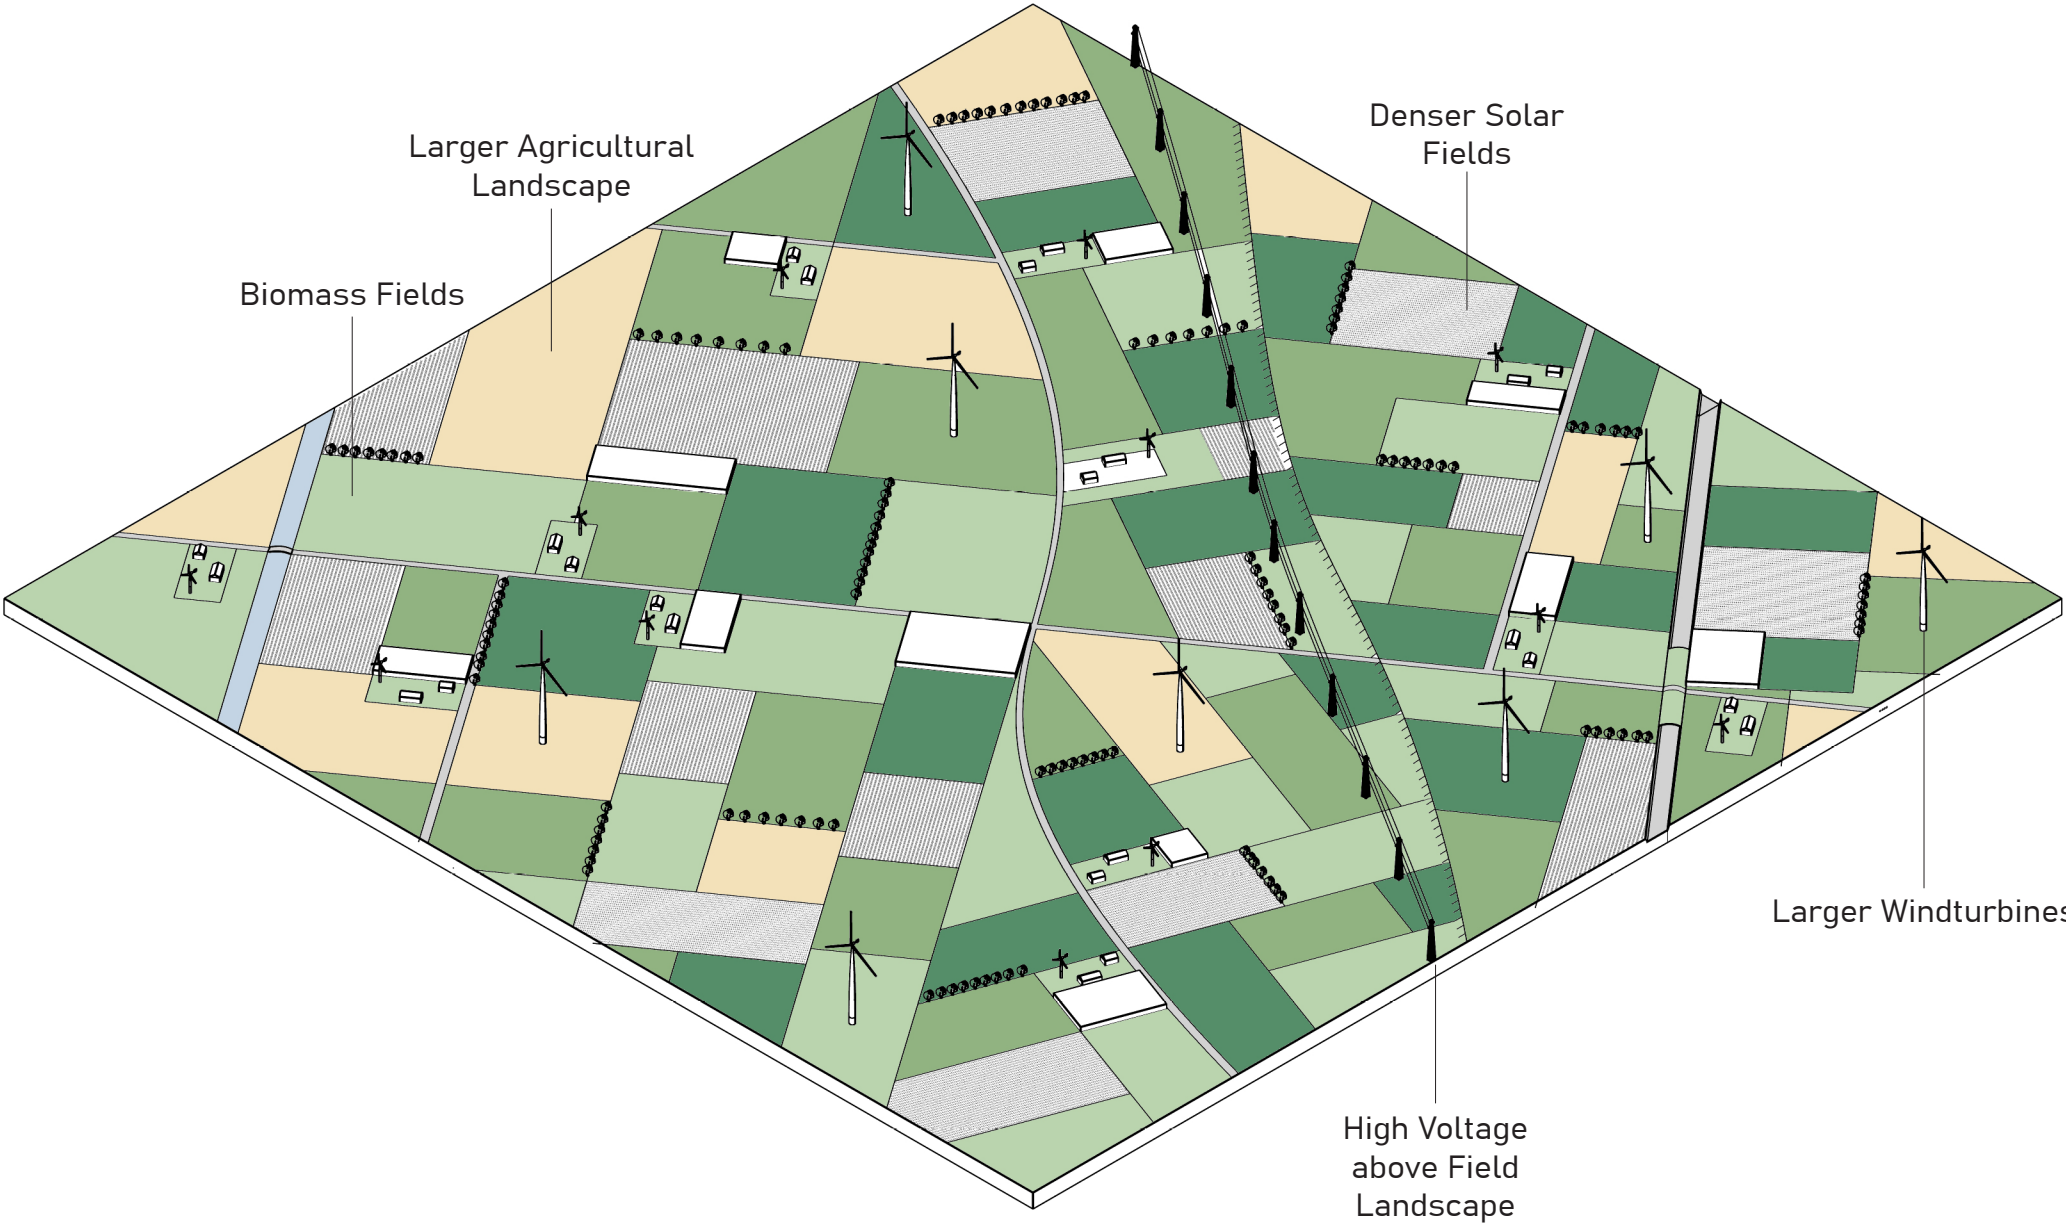 Denser Solar
Fields
Larger Agricultural
Landscape
Biomass Fields
Larger Windturbines
High Voltage
above Field
Landscape